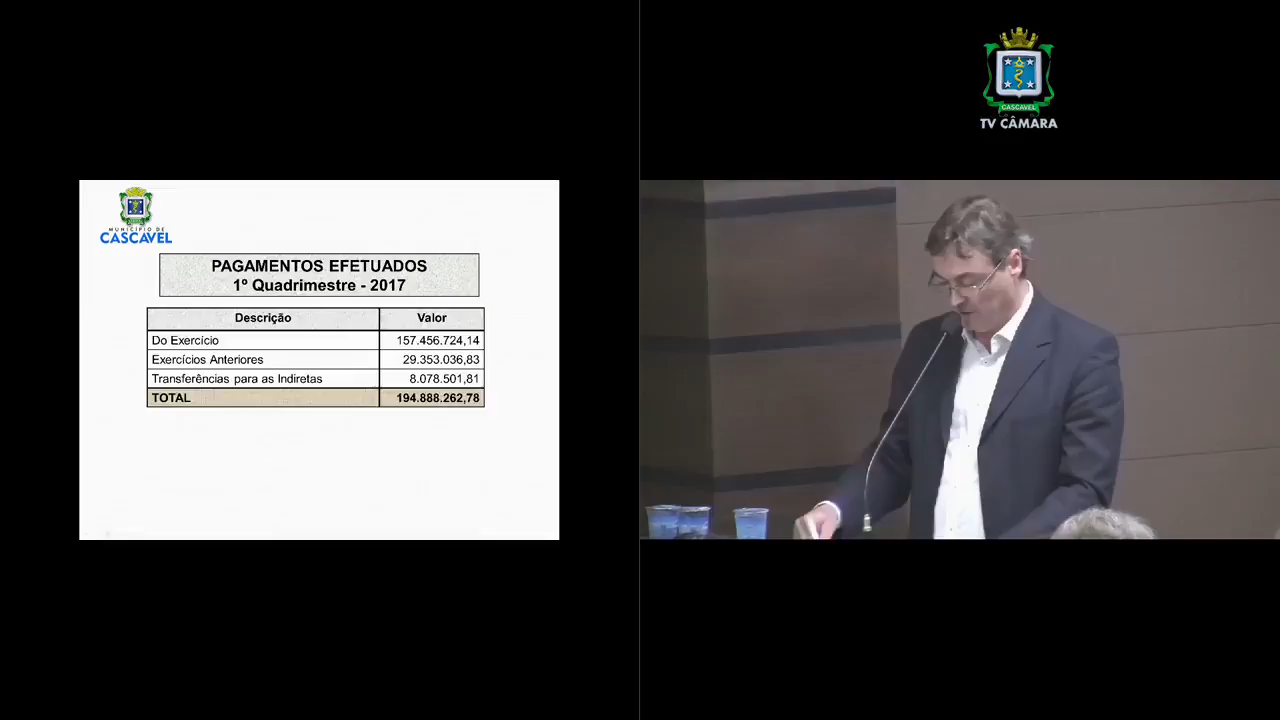 CASCAVEL
TV CÂMARA
MUNICÍPIO DE
CASCAVEL
PAGAMENTOS EFETUADOS
1º Quadrimestre - 2017
Descrição Valor
Do Exercício 157.456.724,14
Exercícios Anteriores 29.353.036,83
Transferências para as Indiretas 8.078.501,81
TOTAL 194.888.262,78